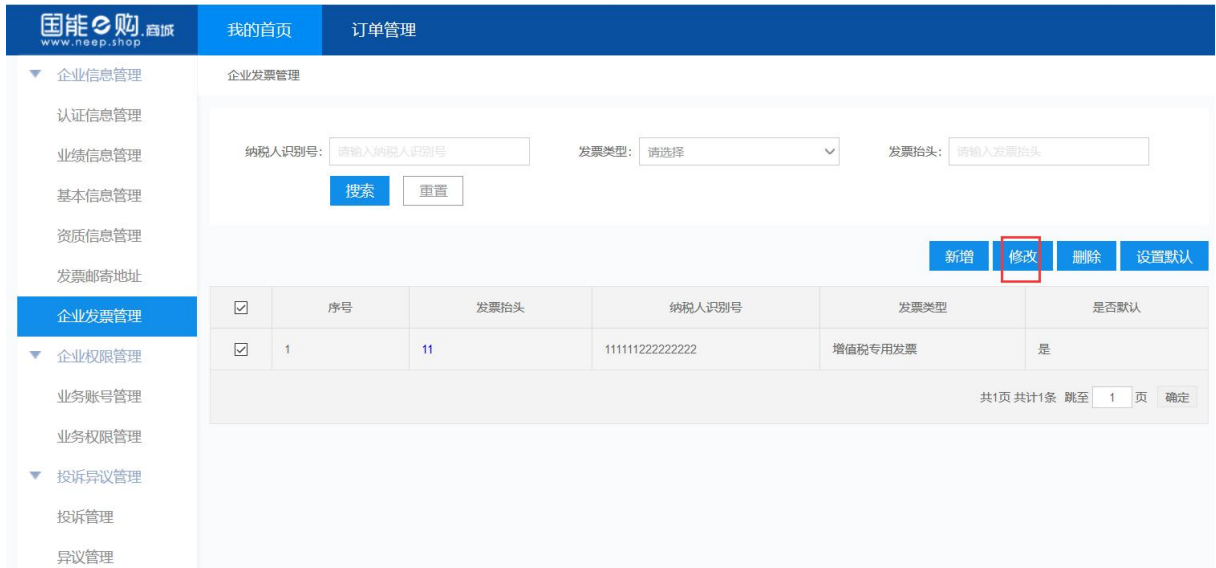 国能e购.商城 我的首页 订单管理
www.neep.shop
企业信息管理
认证信息管理
业绩信息管理
基本信息管理
资质信息管理
发票邮寄地址
企业发票管理
企业权限管理
业务账号管理
业务权限管理
投诉异议管理
投诉管理
异议管理
企业发票管理
纳税人识别号: 请输入纳税人识别号 发票类型: 请选择 发票抬头: 请输入发票抬头
搜索 重置
新增 修改 删除 设置默认
序号 发票抬头 纳税人识别号 发票类型 是否默认
1 11 111111222222222 增值税专用发票 是
共1页 共计1条 跳至 1 页 确定